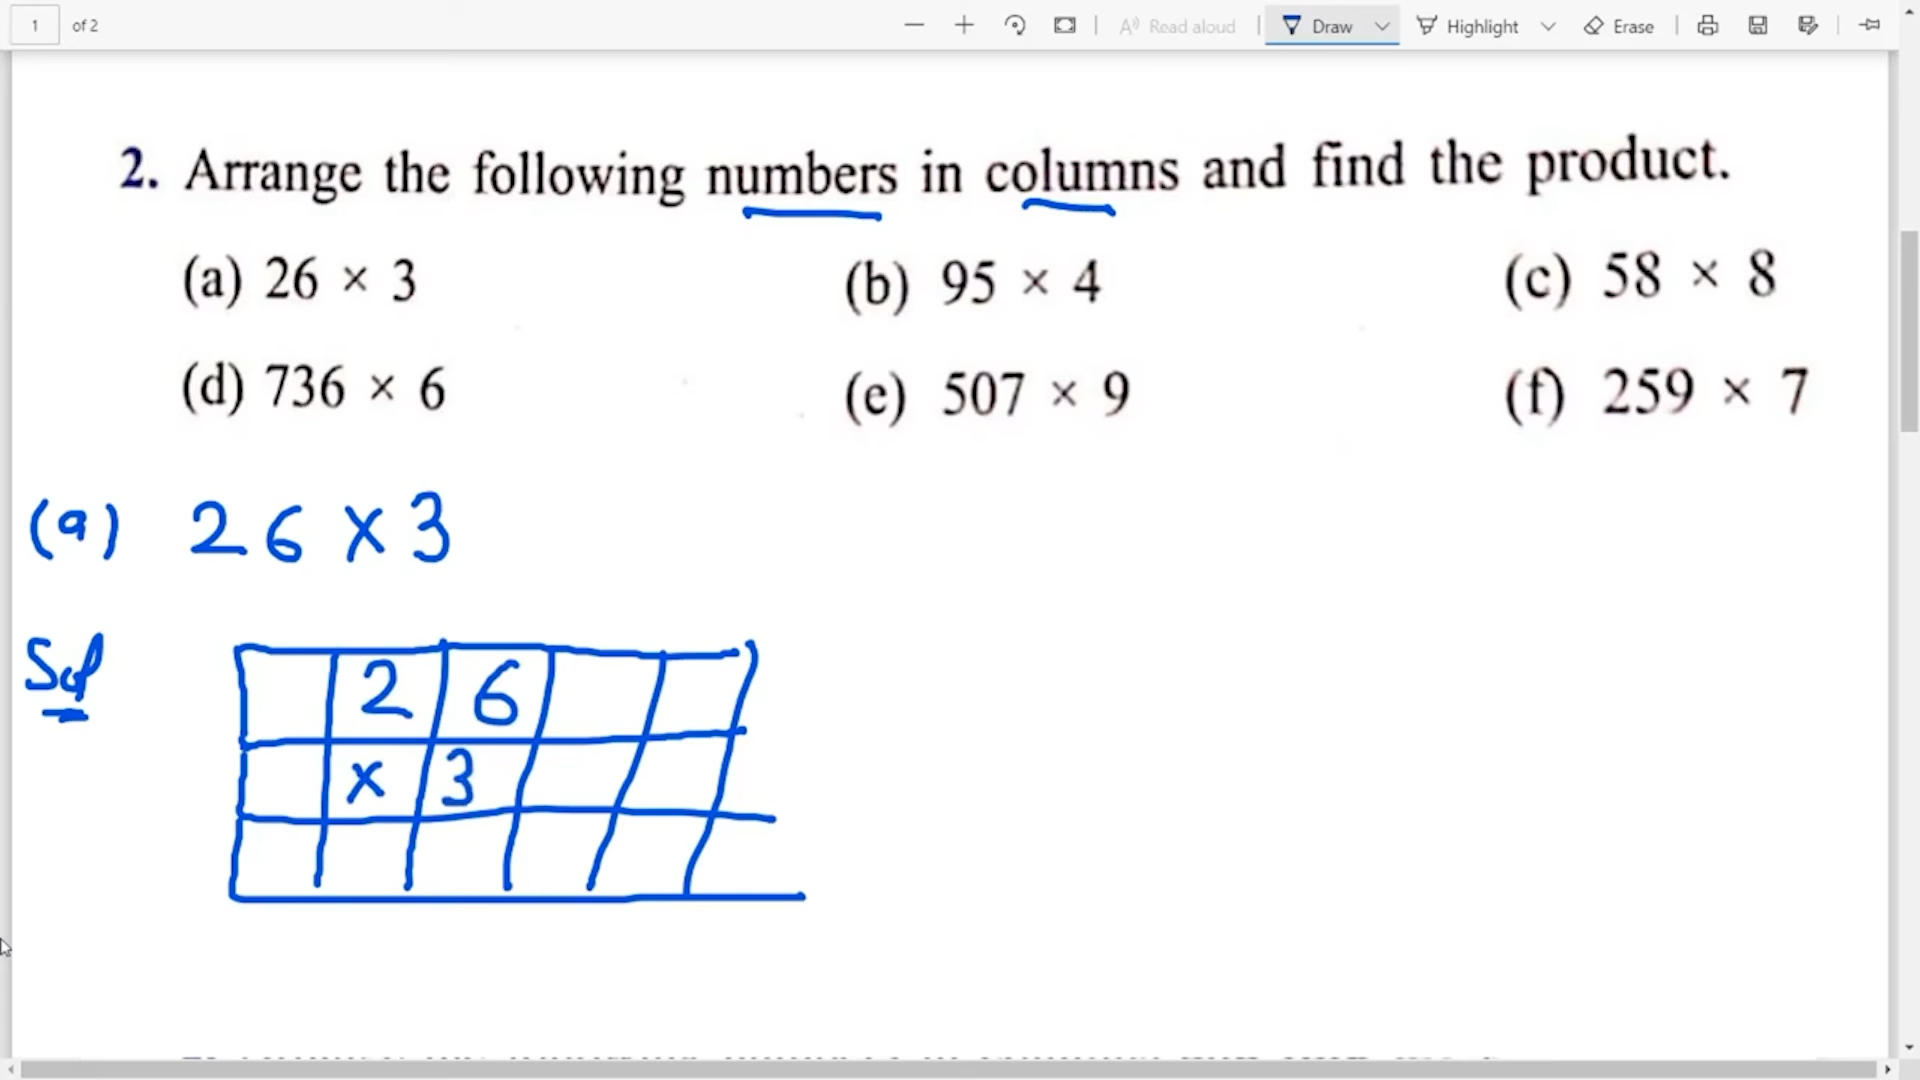 1 of 2 Read aloud Draw Highlight Erase
2. Arrange the following numbers in columns and find the product.
(a) 26 × 3 (b) 95 × 4 (c) 58 × 8
(d) 736 × 6 (e) 507 × 9 (f) 259 × 7
(a) 26 × 3
Sol
2 6
× 3